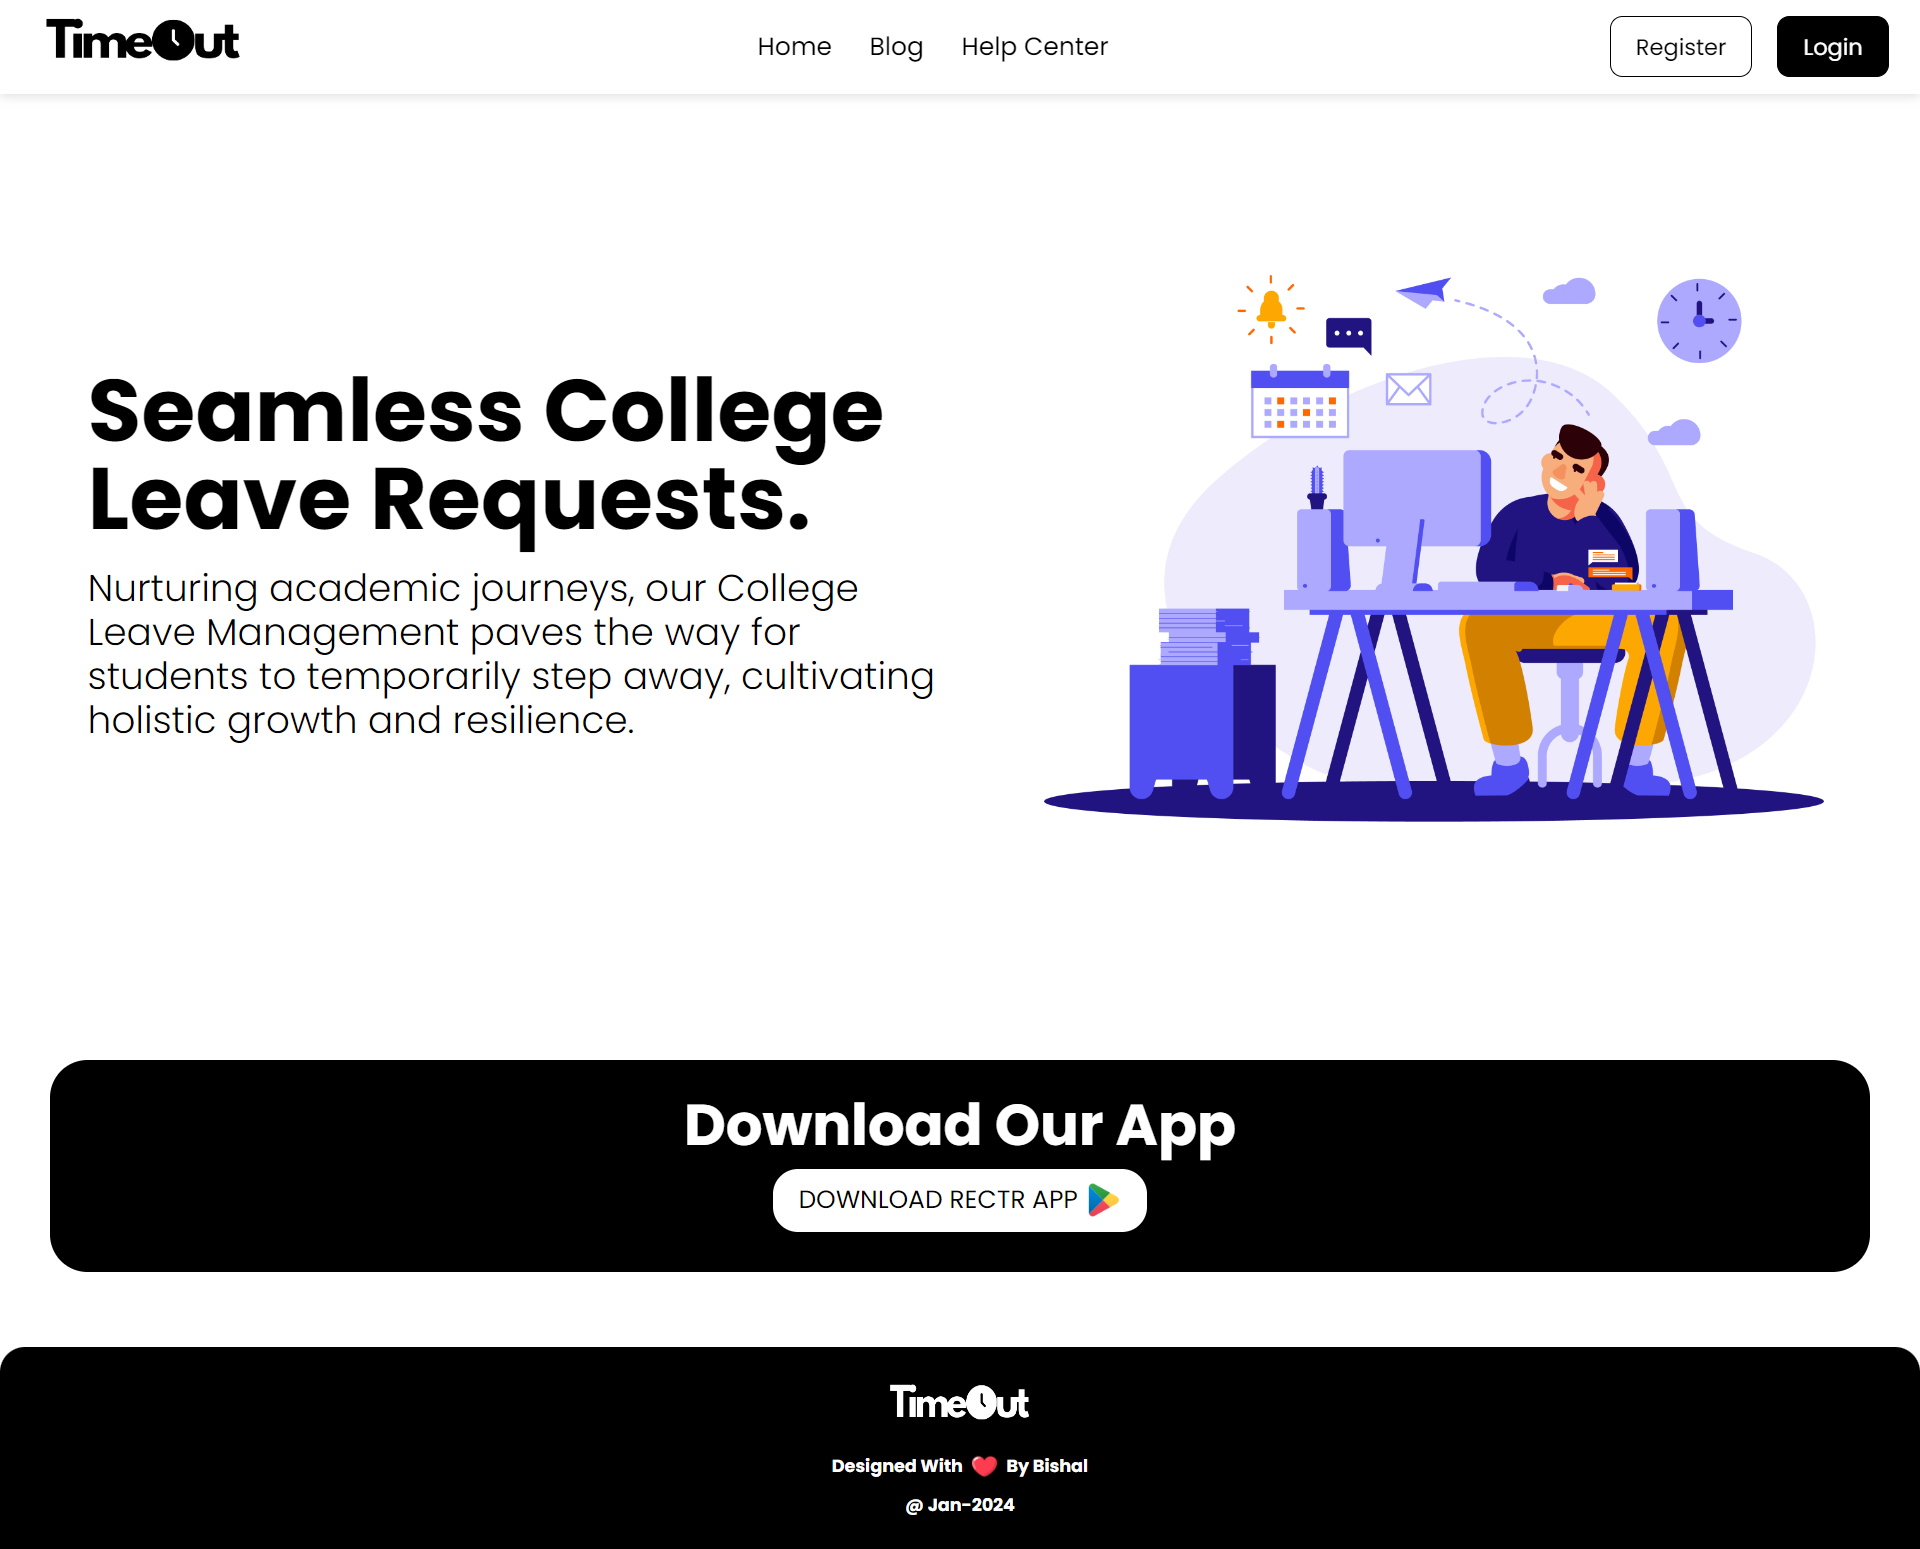 TimeOut
Home Blog Help Center
Register Login
Seamless College
Leave Requests.
Nurturing academic journeys, our College
Leave Management paves the way for
students to temporarily step away, cultivating
holistic growth and resilience.
Download Our App
DOWNLOAD RECTR APP
TimeOut
Designed With ❤️ By Bishal
@ Jan-2024